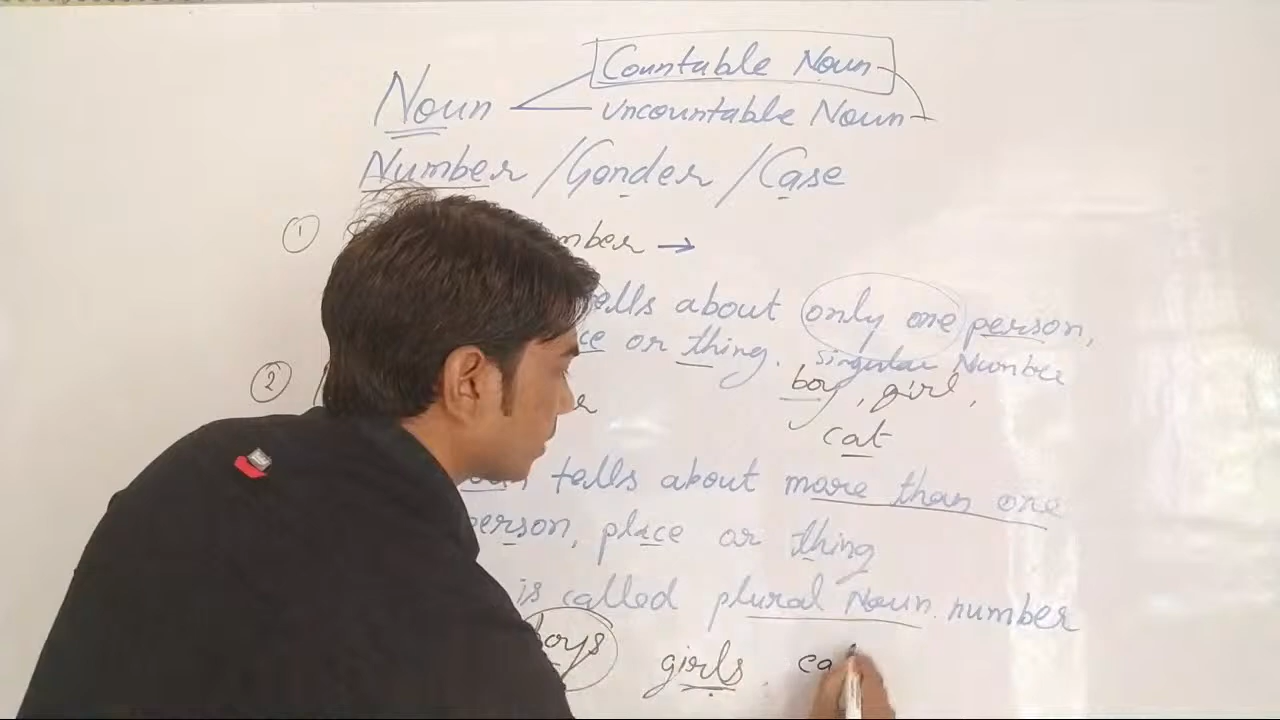 Countable Noun
Noun
uncountable Noun
Number / Gender / Case
1
mber →
tells about only one person,
ce or thing. singular Number
2
boy, girl,
cat
tells about more than one
person, place or thing
is called plural Noun number
boys girls. ca